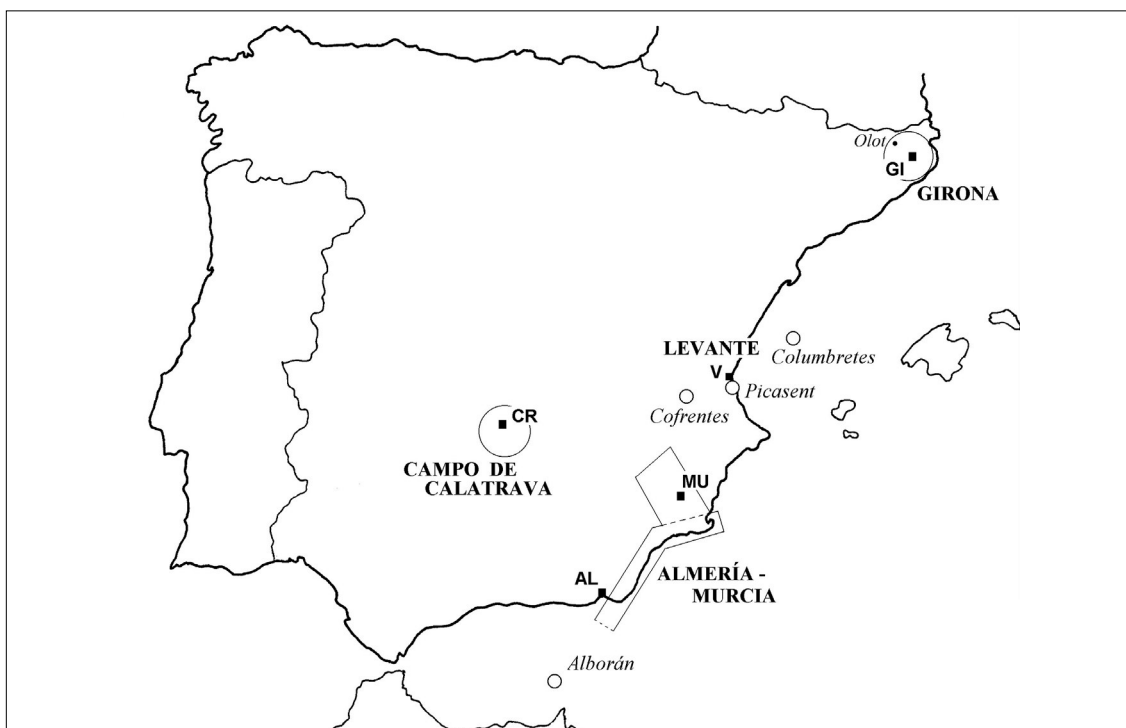 Olot
GI
GIRONA
LEVANTE
Columbretes
V
Picasent
Cofrentes
CR
CAMPO DE
CALATRAVA
MU
AL
ALMERÍA -
MURCIA
Alborán